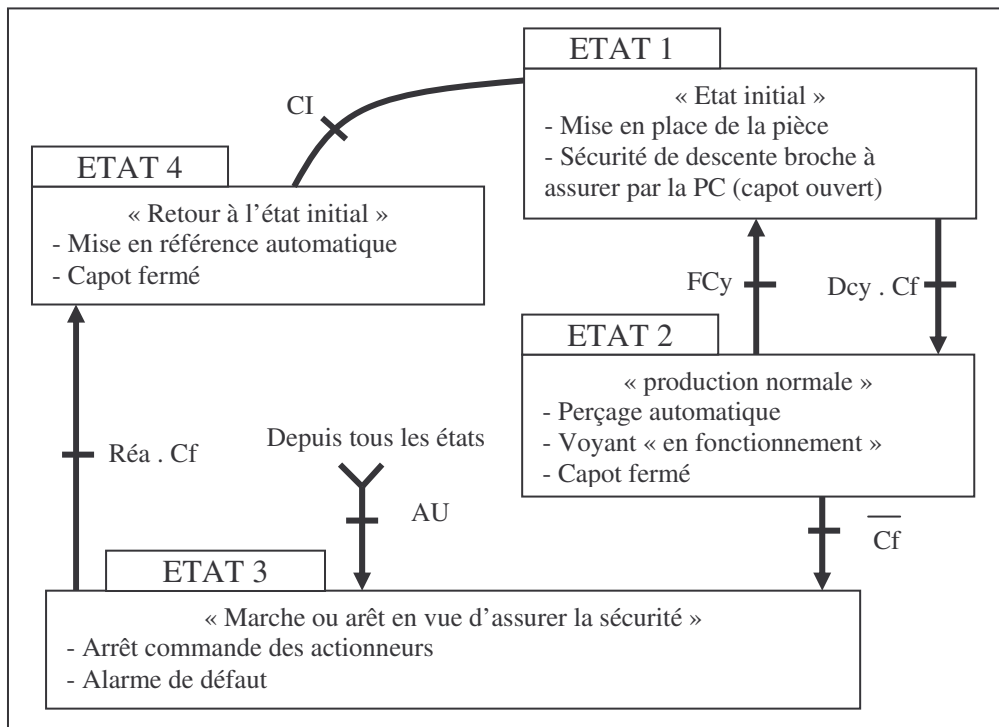 ETAT 1
« Etat initial »
- Mise en place de la pièce
- Sécurité de descente broche à
assurer par la PC (capot ouvert)
CI
ETAT 4
« Retour à l’état initial »
- Mise en référence automatique
- Capot fermé
FCy
Dcy . Cf
ETAT 2
« production normale »
- Perçage automatique
- Voyant « en fonctionnement »
- Capot fermé
Depuis tous les états
Réa . Cf
AU
C̅f̅
ETAT 3
« Marche ou arêt en vue d’assurer la sécurité »
- Arrêt commande des actionneurs
- Alarme de défaut